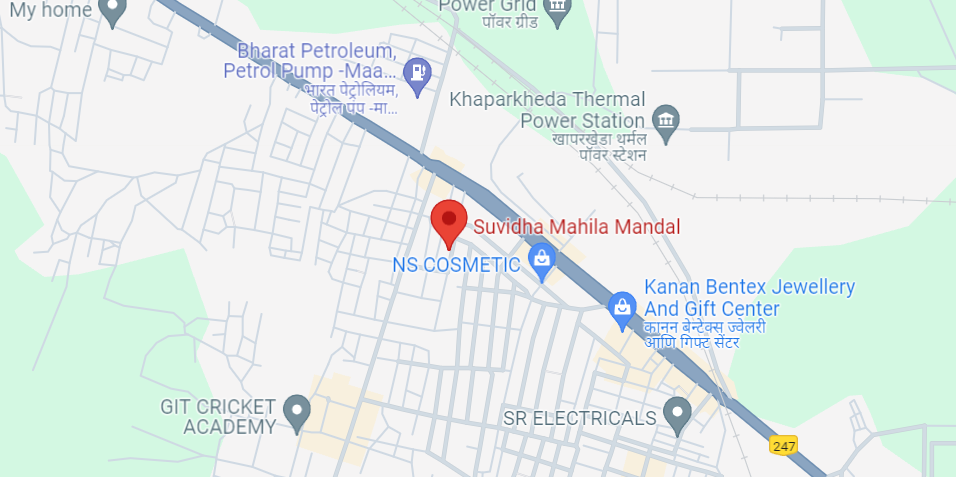 My home
Power Grid
पॉवर ग्रीड
Bharat Petroleum,
Petrol Pump -Maa...
भारत पेट्रोलियम,
पेट्रोल पंप -मा...
Khaparkheda Thermal
Power Station
खापरखेडा थर्मल
पॉवर स्टेशन
Suvidha Mahila Mandal
NS COSMETIC
Kanan Bentex Jewellery
And Gift Center
कानन बेन्टेक्स ज्वेलरी
आणि गिफ्ट सेंटर
GIT CRICKET
ACADEMY
SR ELECTRICALS
247